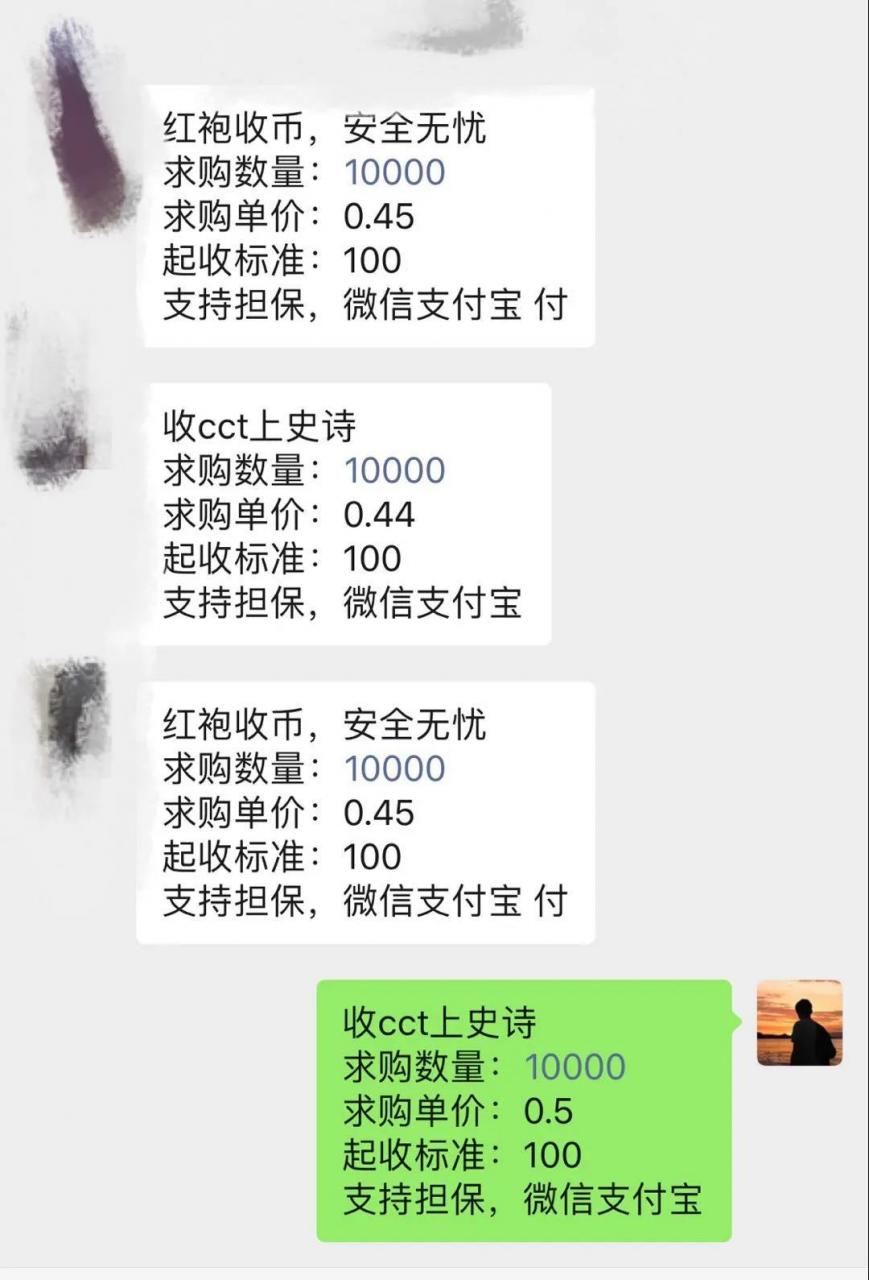 红袍收币，安全无忧
求购数量：10000
求购单价：0.45
起收标准：100
支持担保，微信支付宝 付
收cct上史诗
求购数量：10000
求购单价：0.44
起收标准：100
支持担保，微信支付宝
红袍收币，安全无忧
求购数量：10000
求购单价：0.45
起收标准：100
支持担保，微信支付宝 付
收cct上史诗
求购数量：10000
求购单价：0.5
起收标准：100
支持担保，微信支付宝